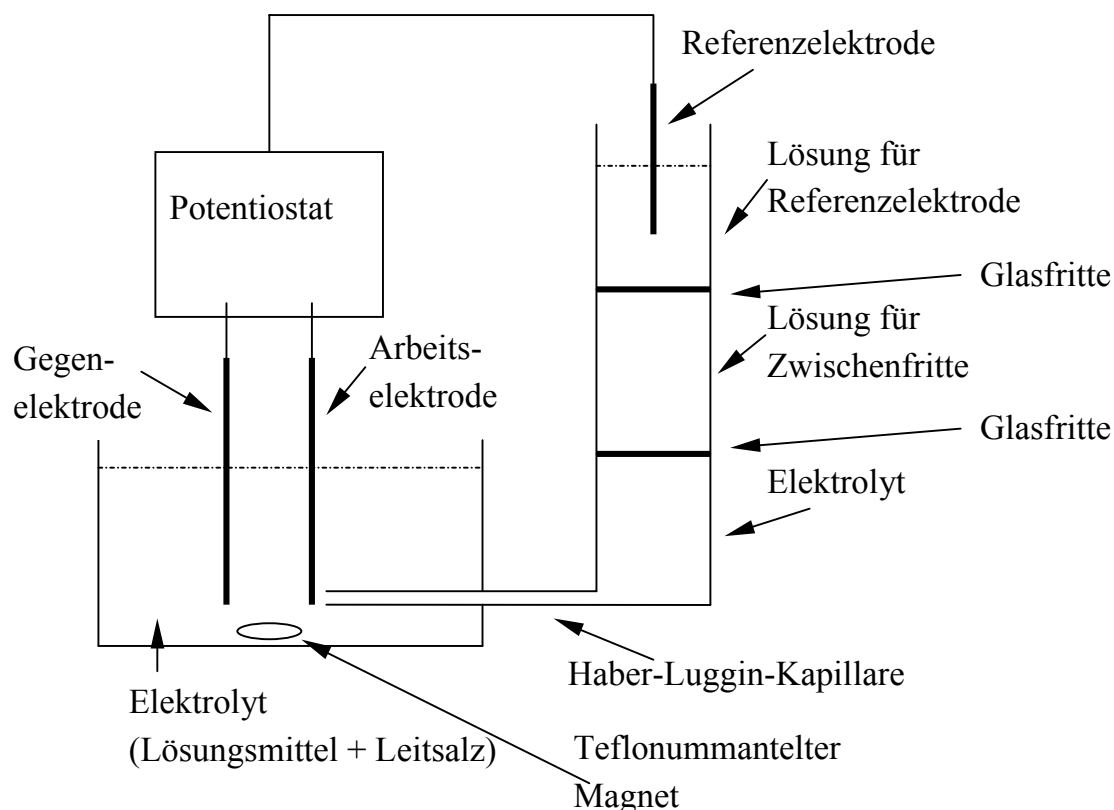 Referenzelektrode
Lösung für
Referenzelektrode
Potentiostat
Glasfritte
Lösung für
Zwischenfritte
Gegen-
elektrode
Arbeits-
elektrode
Glasfritte
Elektrolyt
Haber-Luggin-Kapillare
Elektrolyt
(Lösungsmittel + Leitsalz)
Teflonummantelter
Magnet